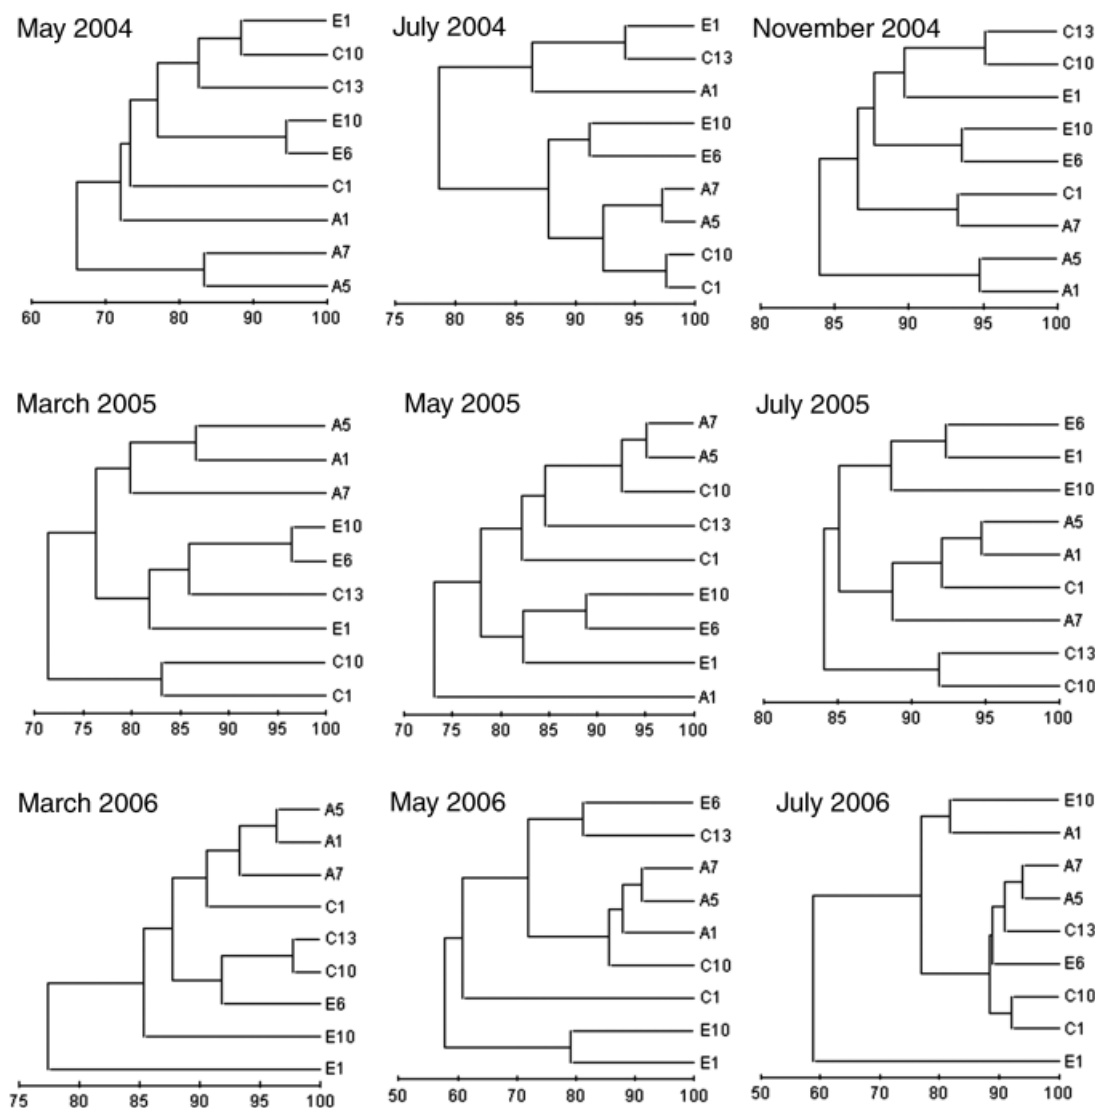 May 2004
E1
C10
C13
E10
E6
C1
A1
A7
A5
60 70 80 90 100
July 2004
E1
C13
A1
E10
E6
A7
A5
C10
C1
75 80 85 90 95 100
November 2004
C13
C10
E1
E10
E6
C1
A7
A5
A1
80 85 90 95 100
March 2005
A5
A1
A7
E10
E6
C13
E1
C10
C1
70 75 80 85 90 95 100
May 2005
A7
A5
C10
C13
C1
E10
E6
E1
A1
70 75 80 85 90 95 100
July 2005
E6
E1
E10
A5
A1
C1
A7
C13
C10
80 85 90 95 100
March 2006
A5
A1
A7
C1
C13
C10
E6
E10
E1
75 80 85 90 95 100
May 2006
E6
C13
A7
A5
A1
C10
C1
E10
E1
50 60 70 80 90 100
July 2006
E10
A1
A7
A5
C13
E6
C10
C1
E1
50 60 70 80 90 100